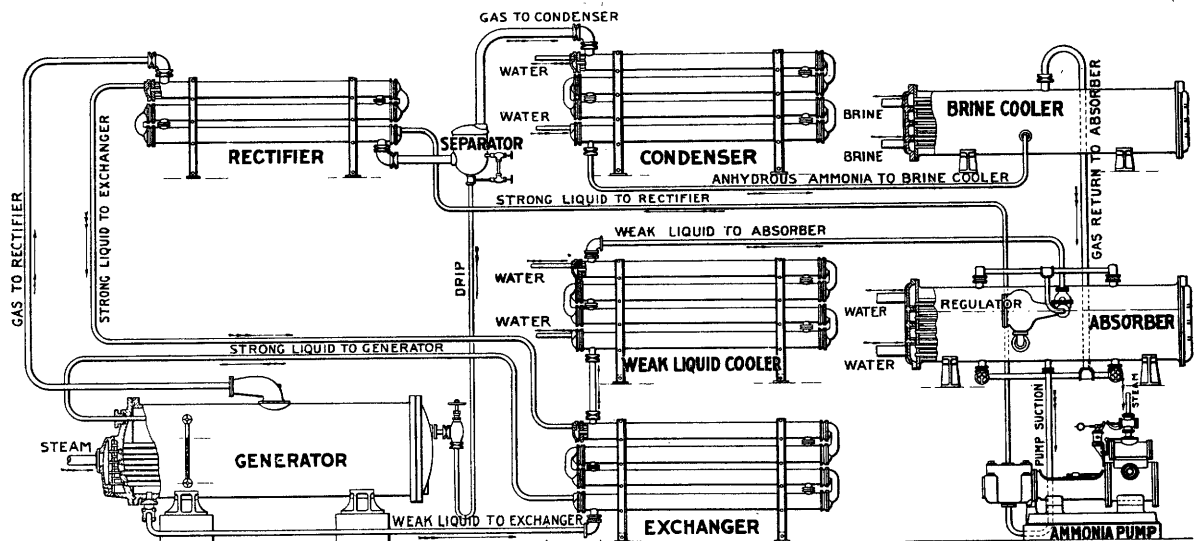 GAS TO CONDENSER
WATER
WATER
CONDENSER
BRINE COOLER
BRINE
BRINE
GAS RETURN TO ABSORBER
RECTIFIER
SEPARATOR
GAS TO RECTIFIER
STRONG LIQUID TO EXCHANGER
ANHYDROUS AMMONIA TO BRINE COOLER
STRONG LIQUID TO RECTIFIER
WEAK LIQUID TO ABSORBER
DRIP
WATER
WATER
WEAK LIQUID COOLER
REGULATOR
WATER
WATER
ABSORBER
STRONG LIQUID TO GENERATOR
STEAM
GENERATOR
WEAK LIQUID TO EXCHANGER
EXCHANGER
PUMP SUCTION
STEAM
AMMONIA PUMP